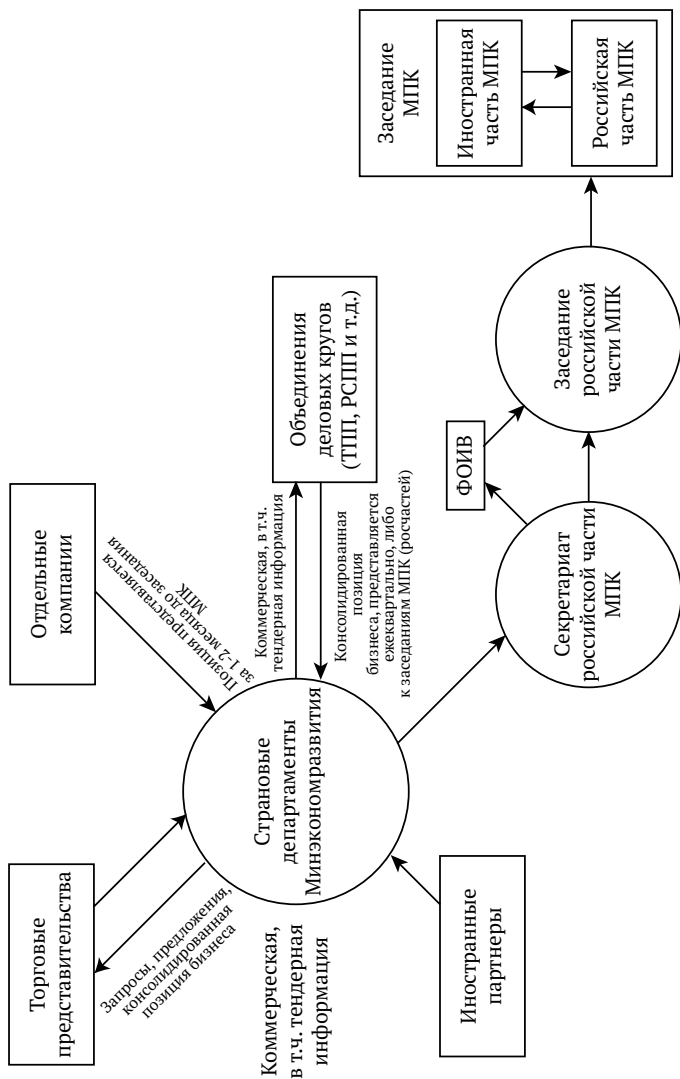 Торговые
представительства
Отдельные
компании
Запросы, предложения,
консолидированная
позиция бизнеса
Позиция представляется
за 1-2 месяца до заседания
МПК
Коммерческая,
в т.ч. тендерная
информация
Страновые
департаменты
Минэкономразвития
Коммерческая, в т.ч.
тендерная информация
Консолидированная
позиция
бизнеса, представляется
ежеквартально, либо
к заседаниям МПК (росчастей)
Объединения
деловых кругов
(ТПП, РСПП и т.д.)
Иностранные
партнеры
Секретариат
российской части
МПК
ФОИВ
Заседание
российской
части МПК
Заседание
МПК
Иностранная
часть МПК
Российская
часть МПК